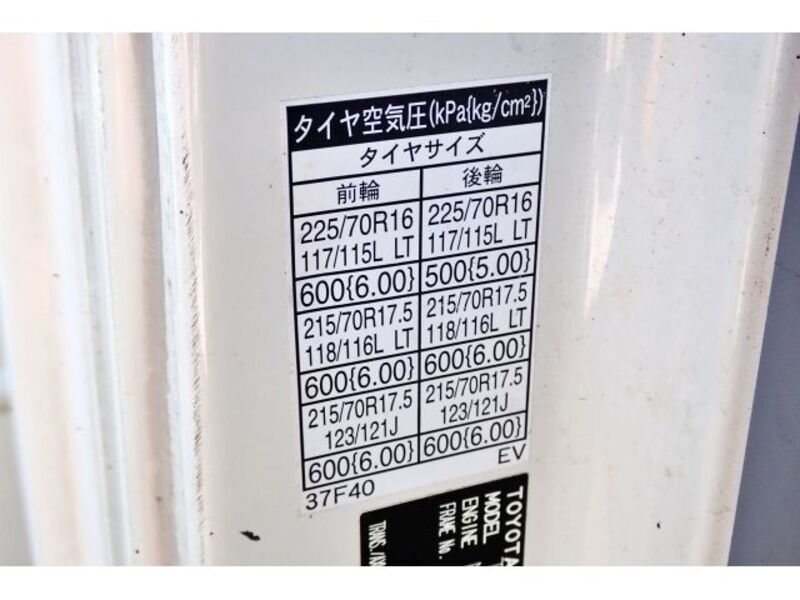 タイヤ空気圧(kPa{kg/cm²})
タイヤサイズ
前輪 後輪
225/70R16 225/70R16
117/115L LT 117/115L LT
600{6.00} 500{5.00}
215/70R17.5 215/70R17.5
118/116L LT 118/116L LT
600{6.00} 600{6.00}
215/70R17.5 215/70R17.5
123/121J 123/121J
600{6.00} 600{6.00}
37F40 EV
TOYOTA
MODEL
ENGINE
FRAME No.